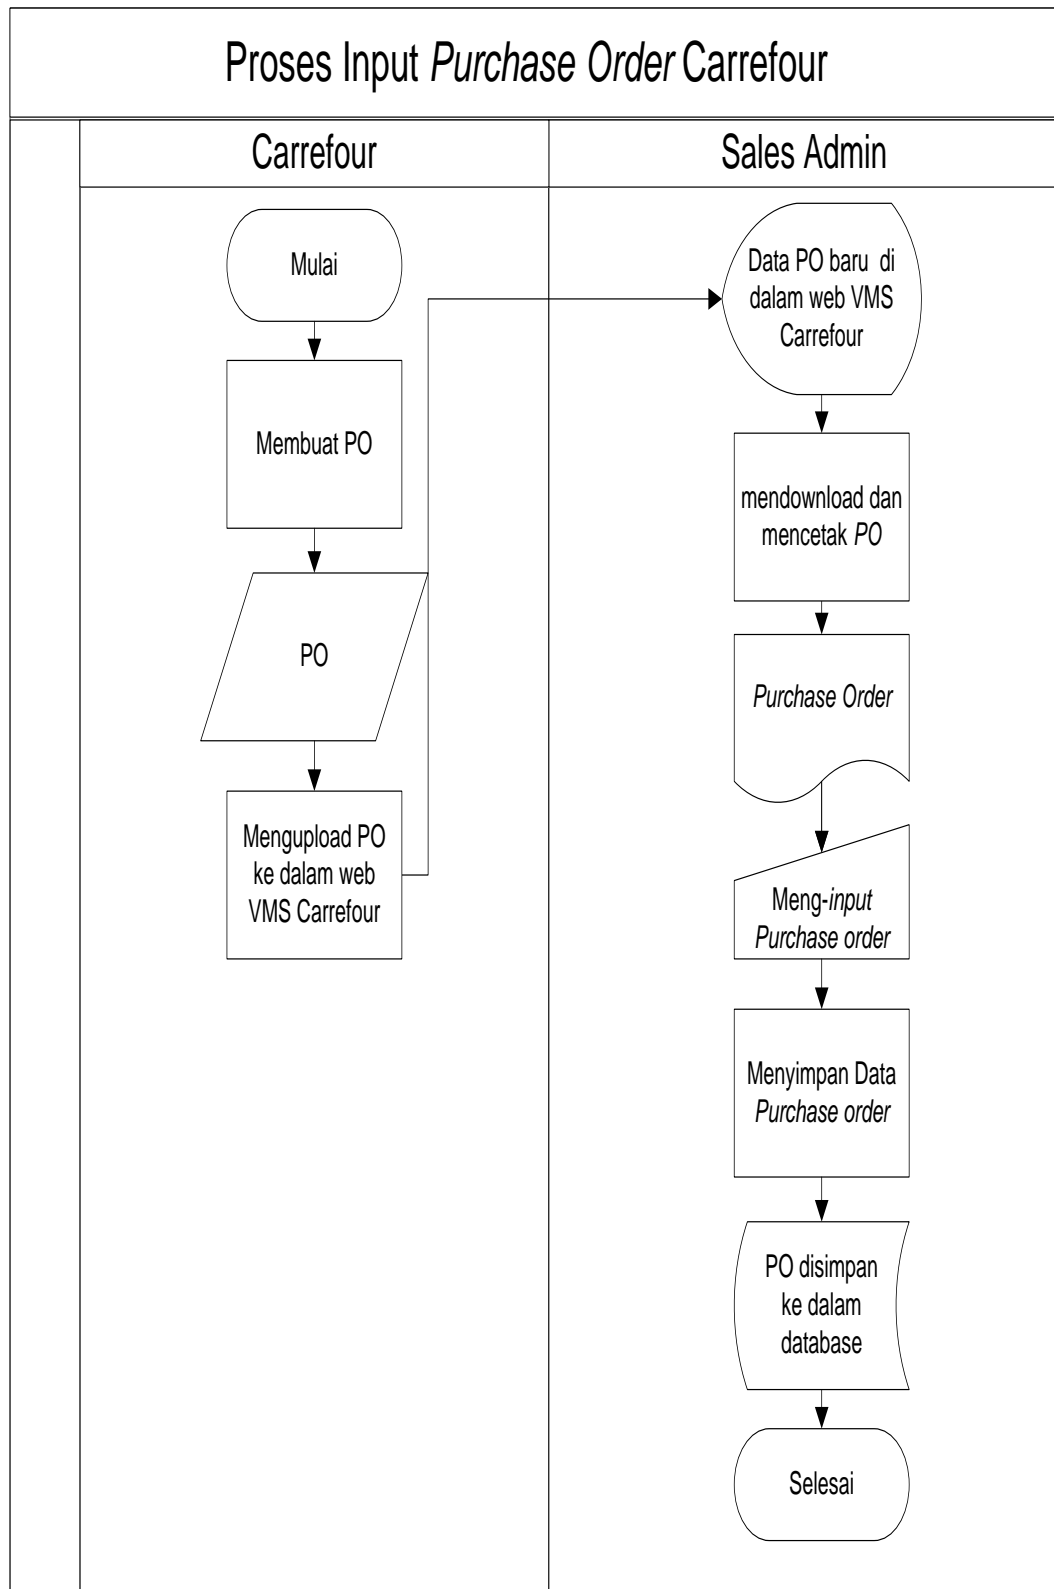 Proses Input Purchase Order Carrefour
Carrefour
Sales Admin
Mulai
Membuat PO
PO
Mengupload PO
ke dalam web
VMS Carrefour
Data PO baru di
dalam web VMS
Carrefour
mendownload dan
mencetak PO
Purchase Order
Meng-input
Purchase order
Menyimpan Data
Purchase order
PO disimpan
ke dalam
database
Selesai